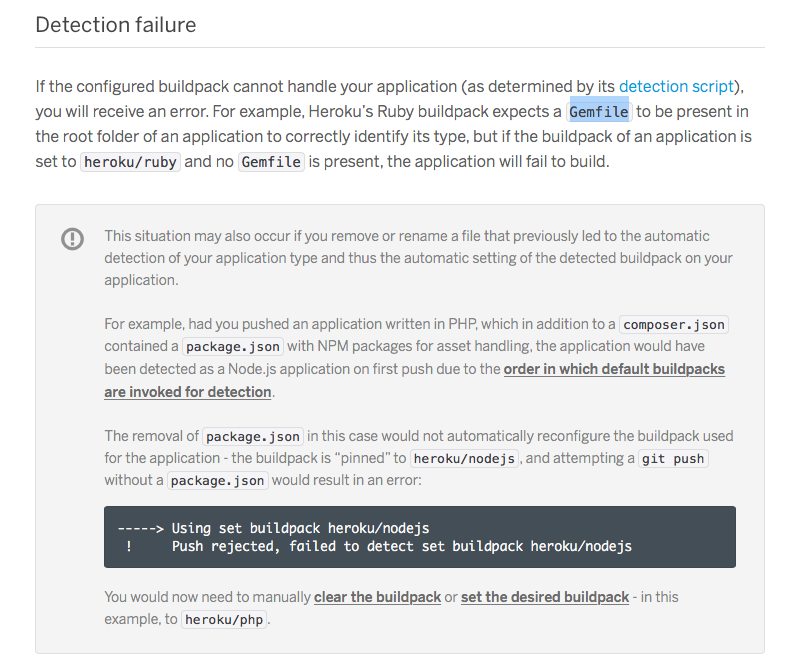 Detection failure
If the configured buildpack cannot handle your application (as determined by its detection script),
you will receive an error. For example, Heroku's Ruby buildpack expects a Gemfile to be present in
the root folder of an application to correctly identify its type, but if the buildpack of an application is
set to heroku/ruby and no Gemfile is present, the application will fail to build.
This situation may also occur if you remove or rename a file that previously led to the automatic
detection of your application type and thus the automatic setting of the detected buildpack on your
application.
For example, had you pushed an application written in PHP, which in addition to a composer.json
contained a package.json with NPM packages for asset handling, the application would have
been detected as a Node.js application on first push due to the order in which default buildpacks
are invoked for detection.
The removal of package.json in this case would not automatically reconfigure the buildpack used
for the application - the buildpack is "pinned" to heroku/nodejs, and attempting a git push
without a package.json would result in an error:
-----> Using set buildpack heroku/nodejs
! Push rejected, failed to detect set buildpack heroku/nodejs
You would now need to manually clear the buildpack or set the desired buildpack - in this
example, to heroku/php.